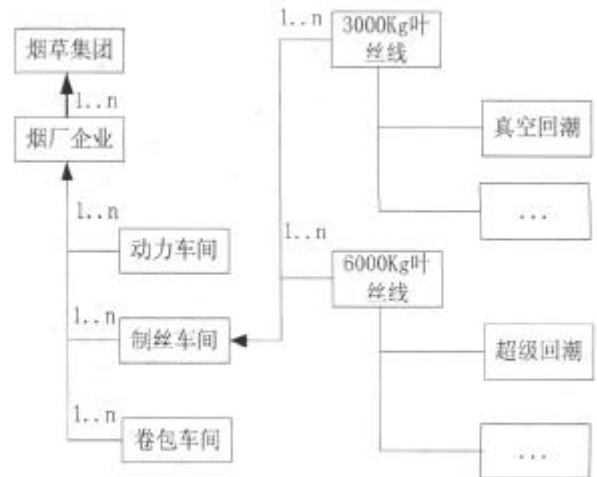 1..n
3000Kg叶
丝线
烟草集团
1..n
烟厂企业
真空回潮
1..n
...
动力车间
1..n
6000Kg叶
丝线
1..n
制丝车间
超级回潮
1..n
卷包车间
...